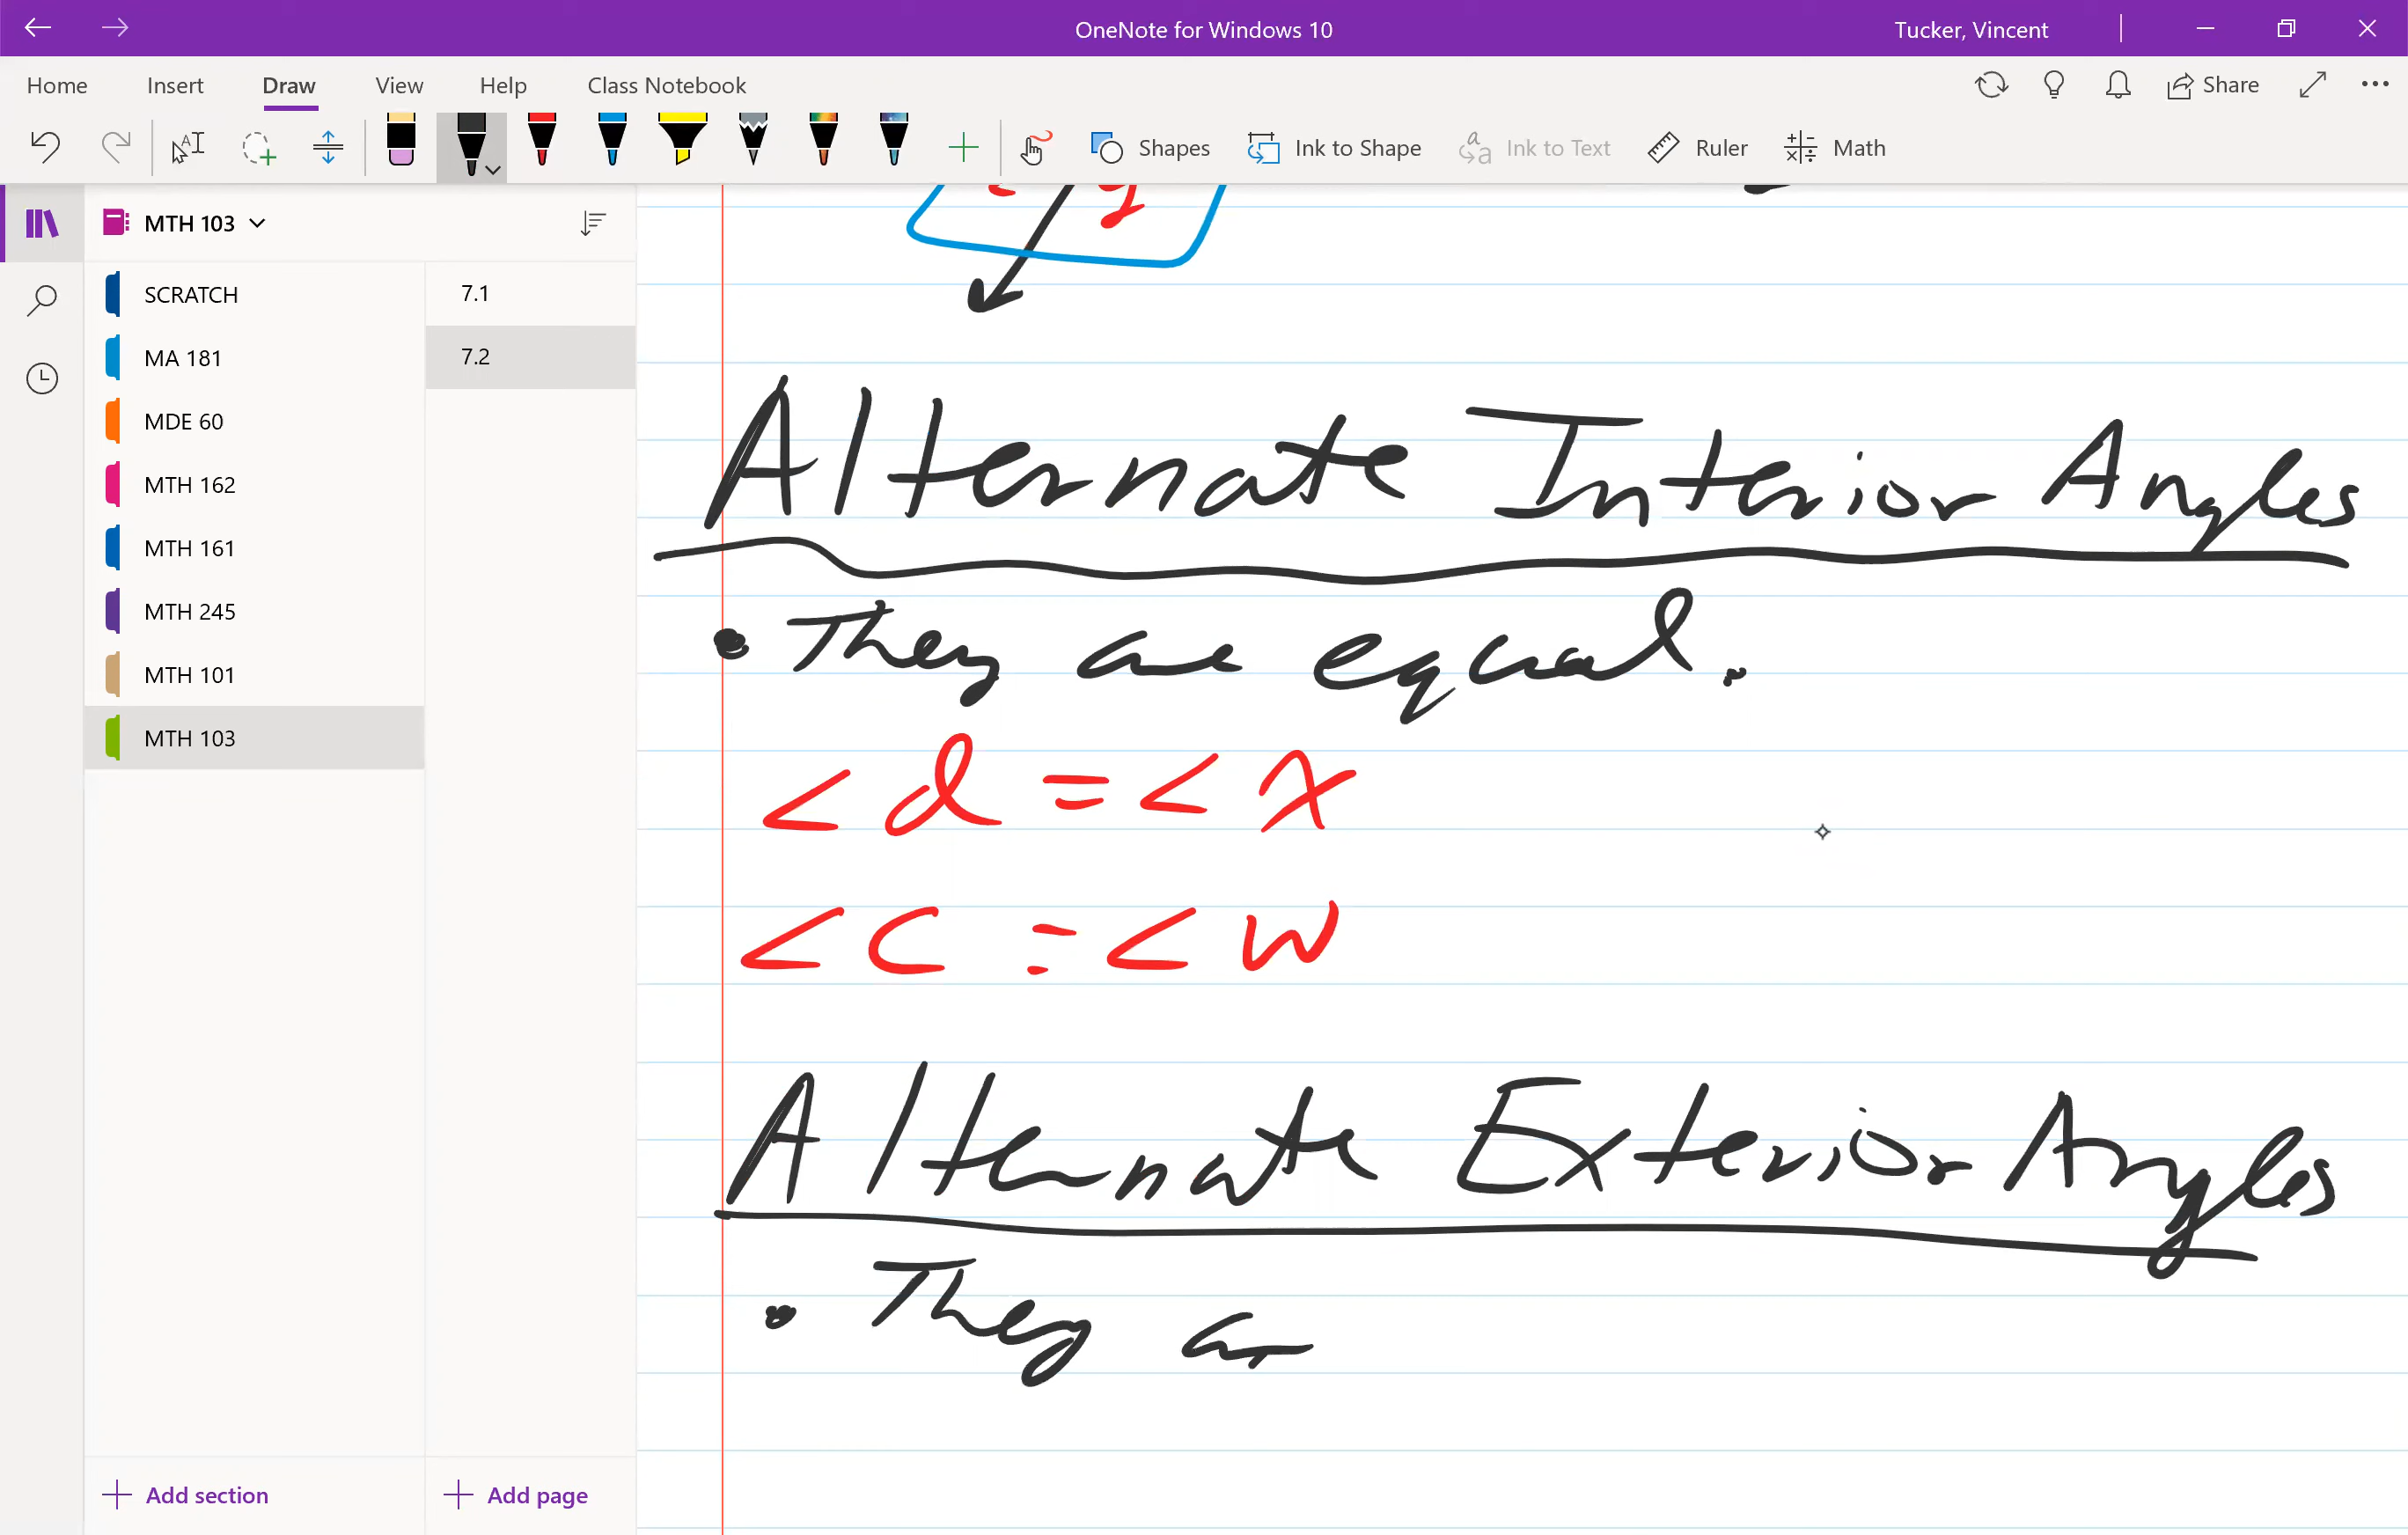 OneNote for Windows 10 Tucker, Vincent
Home Insert Draw View Help Class Notebook Share
Shapes Ink to Shape Ink to Text Ruler Math
MTH 103
SCRATCH
MA 181
MDE 60
MTH 162
MTH 161
MTH 245
MTH 101
MTH 103
Add section
7.1
7.2
Add page
Alternate Interior Angles
• They are equal.
< d = < x
< c = < w
Alternate Exterior Angles
• They ar